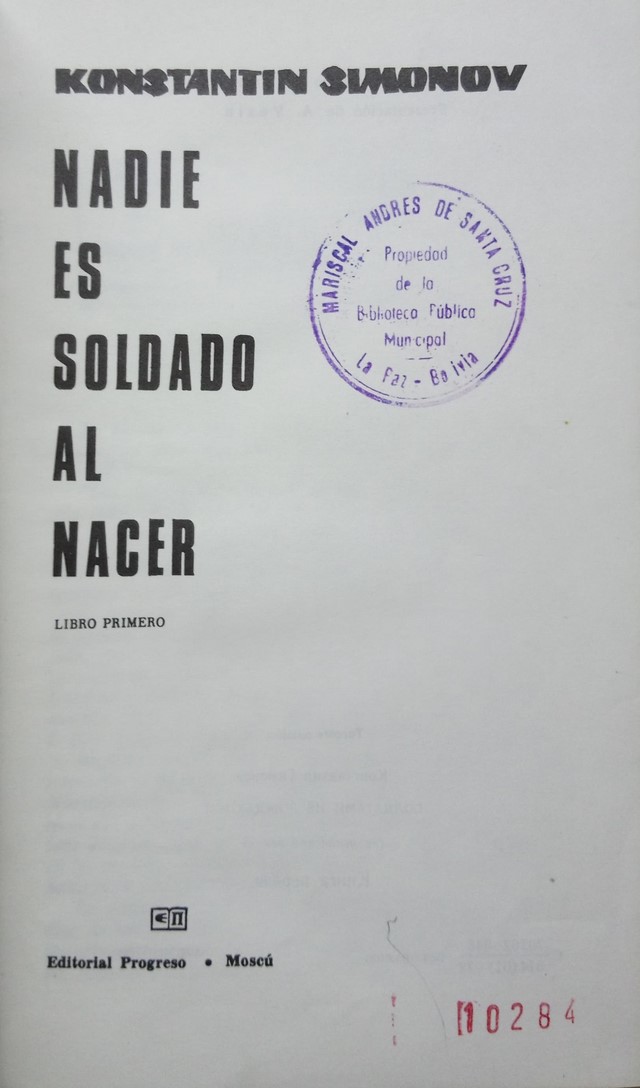 KONSTANTIN SIMONOV
NADIE
ES
SOLDADO
AL
NACER
LIBRO PRIMERO
MARISCAL ANDRES DE SANTA CRUZ
Propiedad
de la
Biblioteca Pública
Municipal
La Paz - Bolivia
Editorial Progreso • Moscú
10284